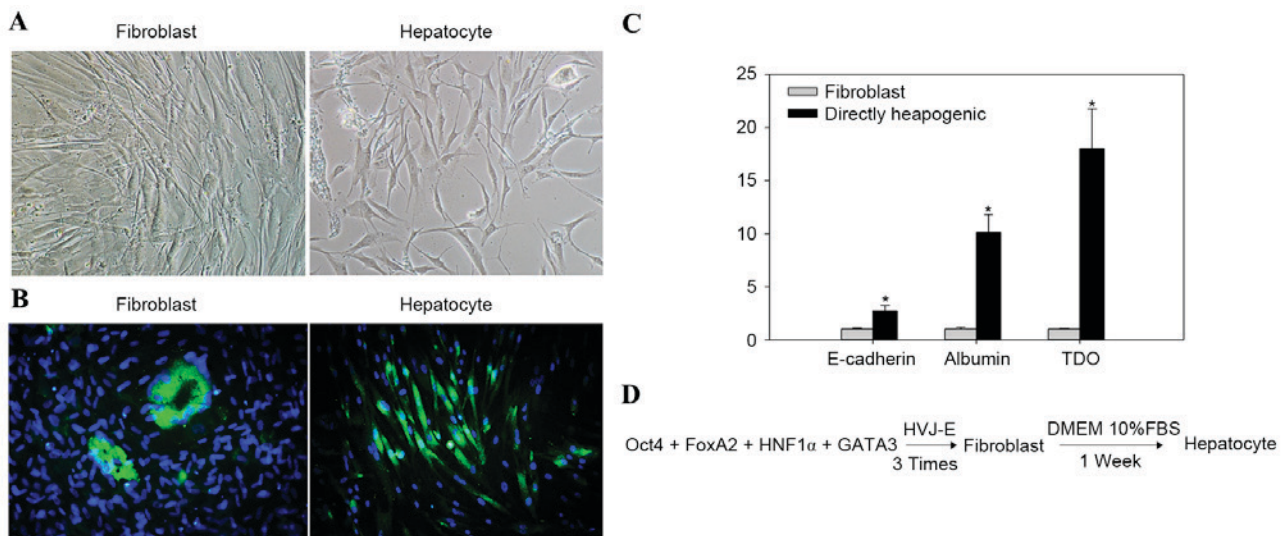 A
Fibroblast
Hepatocyte
B
Fibroblast
Hepatocyte
C
25
20
15
10
5
0
Fibroblast
Directly heapogenic
*
*
*
E-cadherin
Albumin
TDO
D
Oct4 + FoxA2 + HNF1α + GATA3
HVJ-E
3 Times
Fibroblast
DMEM 10%FBS
1 Week
Hepatocyte